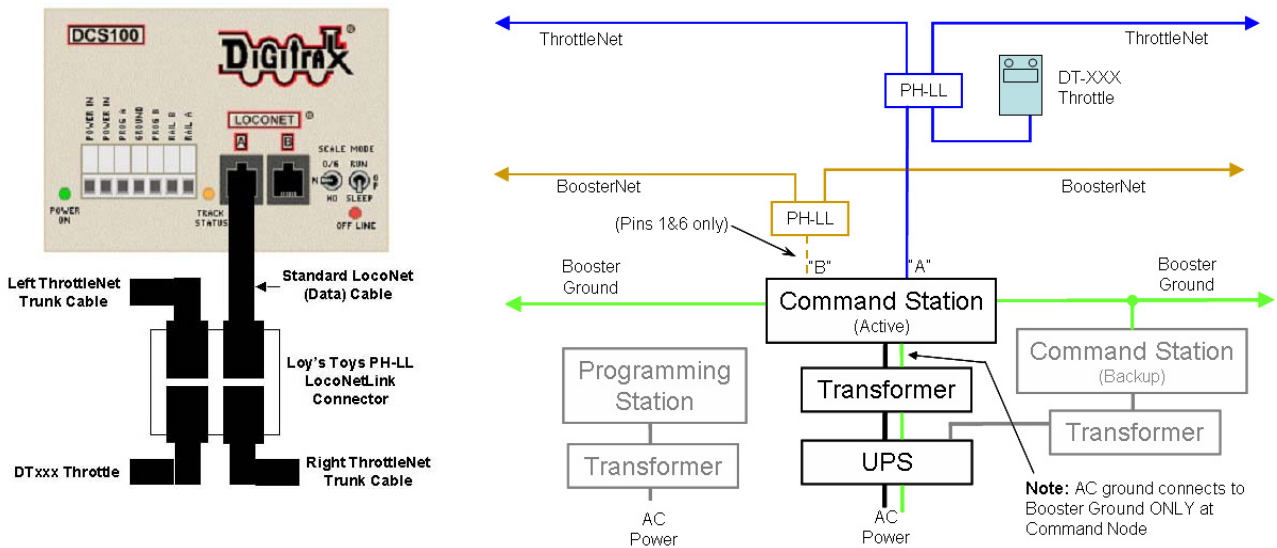 DCS100
DIGITRAX
®
POWER IN
POWER IN
PROG A
GROUND
PROG B
RAIL B
RAIL A
LOCONET ®
A
B
SCALE MODE
O/G RUN
N
OP
HO SLEEP
POWER
ON
TRACK
STATUS
OFF LINE
Left ThrottleNet
Trunk Cable
Standard LocoNet
(Data) Cable
Loy's Toys PH-LL
LocoNetLink
Connector
DTxxx Throttle
Right ThrottleNet
Trunk Cable
ThrottleNet
ThrottleNet
PH-LL
DT-XXX
Throttle
BoosterNet
BoosterNet
PH-LL
(Pins 1&6 only)
"B"
"A"
Booster
Ground
Booster
Ground
Command Station
(Active)
Command Station
(Backup)
Programming
Station
Transformer
Transformer
Transformer
UPS
AC
Power
AC
Power
Note: AC ground connects to
Booster Ground ONLY at
Command Node